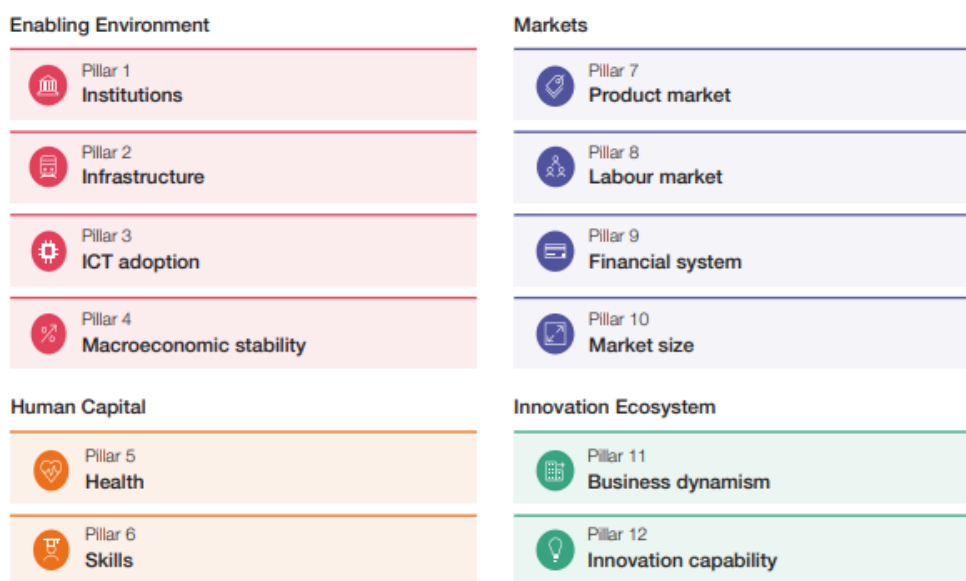 Enabling Environment
Pillar 1
Institutions
Pillar 2
Infrastructure
Pillar 3
ICT adoption
Pillar 4
Macroeconomic stability
Human Capital
Pillar 5
Health
Pillar 6
Skills
Markets
Pillar 7
Product market
Pillar 8
Labour market
Pillar 9
Financial system
Pillar 10
Market size
Innovation Ecosystem
Pillar 11
Business dynamism
Pillar 12
Innovation capability